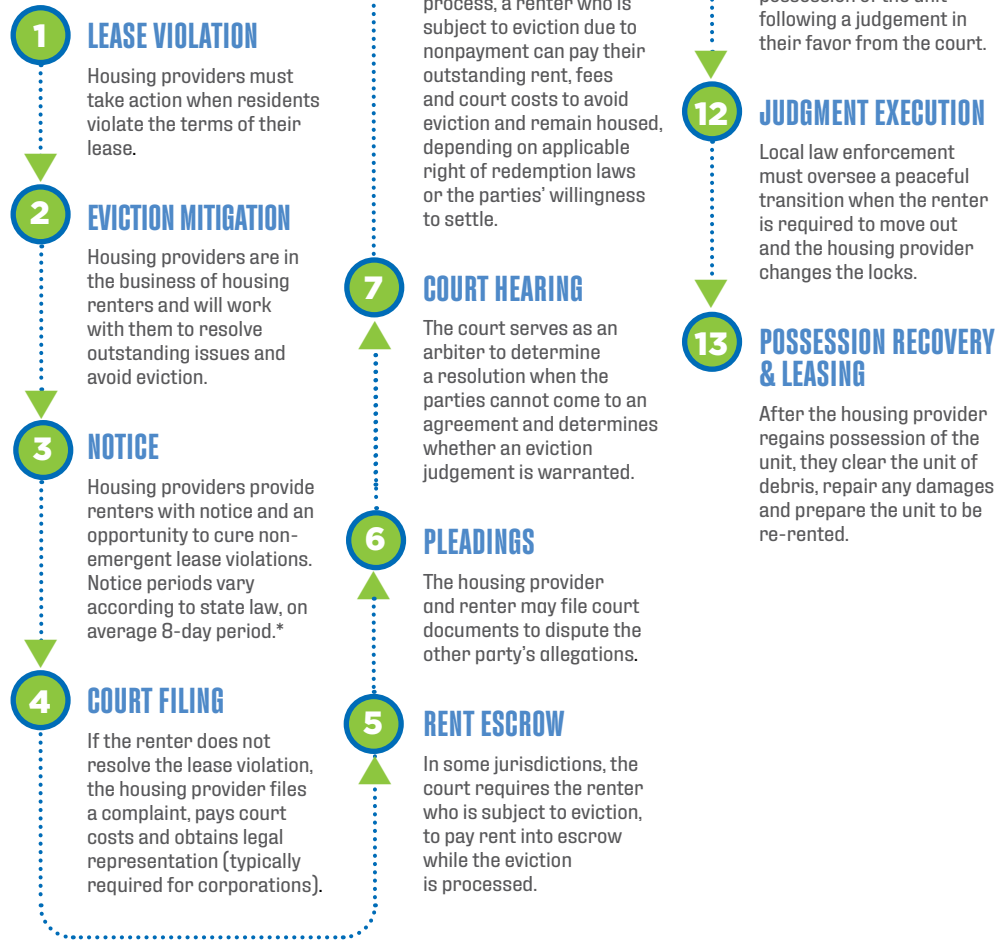 1
LEASE VIOLATION
Housing providers must
take action when residents
violate the terms of their
lease.
2
EVICTION MITIGATION
Housing providers are in
the business of housing
renters and will work
with them to resolve
outstanding issues and
avoid eviction.
3
NOTICE
Housing providers provide
renters with notice and an
opportunity to cure non-
emergent lease violations.
Notice periods vary
according to state law, on
average 8-day period.*
4
COURT FILING
If the renter does not
resolve the lease violation,
the housing provider files
a complaint, pays court
costs and obtains legal
representation (typically
required for corporations).
5
RENT ESCROW
In some jurisdictions, the
court requires the renter
who is subject to eviction,
to pay rent into escrow
while the eviction
is processed.
6
PLEADINGS
The housing provider
and renter may file court
documents to dispute the
other party's allegations.
7
COURT HEARING
The court serves as an
arbiter to determine
a resolution when the
parties cannot come to an
agreement and determines
whether an eviction
judgement is warranted.
process, a renter who is
subject to eviction due to
nonpayment can pay their
outstanding rent, fees
and court costs to avoid
eviction and remain housed,
depending on applicable
right of redemption laws
or the parties' willingness
to settle.
possession of the unit
following a judgement in
their favor from the court.
12
JUDGMENT EXECUTION
Local law enforcement
must oversee a peaceful
transition when the renter
is required to move out
and the housing provider
changes the locks.
13
POSSESSION RECOVERY
& LEASING
After the housing provider
regains possession of the
unit, they clear the unit of
debris, repair any damages
and prepare the unit to be
re-rented.